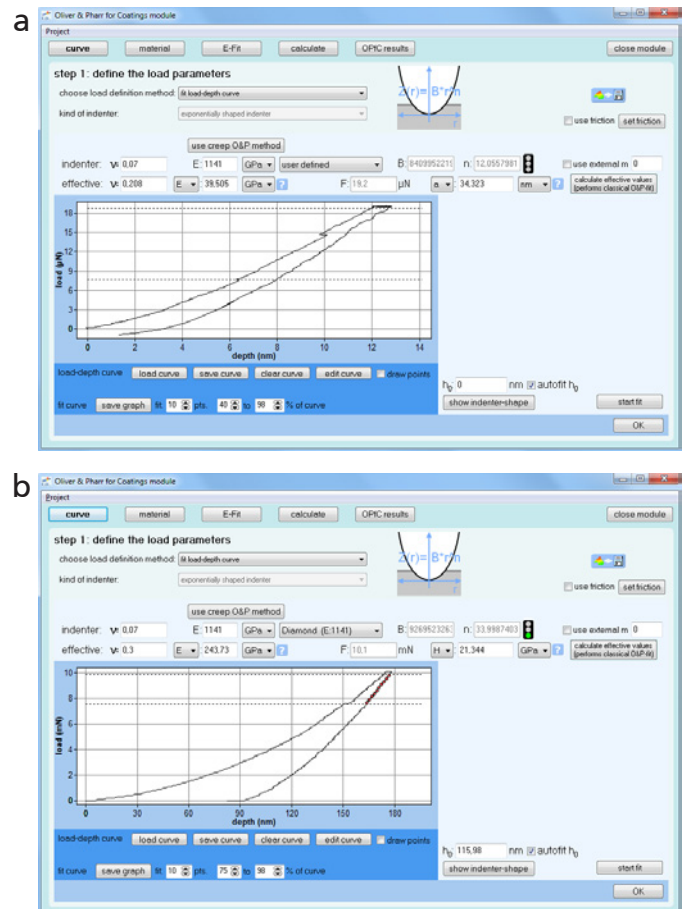 a
Oliver & Pharr for Coatings module
Project
curve material E-Fit calculate OPfC results close module
step 1: define the load parameters
choose load definition method: fit load-depth curve
kind of indenter: exponentially shaped indenter
Z(r)= B*r^n
r
use friction set friction
use creep O&P method
indenter: ν: 0,07 E: 1141 GPa user defined B: 8409952219 n: 12.0557981 use external m 0
effective: ν: 0,208 E : 39,505 GPa ? F: 19.2 µN a : 34,323 nm ? calculate effective values
(performs classical O&P-fit)
18
15
12
9
6
3
0
load (µN)
0 2 4 6 8 10 12 14
depth (nm)
load-depth curve load curve save curve clear curve edit curve draw points
h0: 0 nm autofit h0
fit curve save graph fit: 10 pts. 40 to 98 % of curve show indenter-shape start fit
OK
b
Oliver & Pharr for Coatings module
Project
curve material E-Fit calculate OPfC results close module
step 1: define the load parameters
choose load definition method: fit load-depth curve
kind of indenter: exponentially shaped indenter
Z(r)= B*r^n
r
use friction set friction
use creep O&P method
indenter: ν: 0,07 E: 1141 GPa Diamond (E:1141) B: 9269523263 n: 33.9987403 use external m 0
effective: ν: 0,3 E : 243,73 GPa ? F: 10.1 mN H : 21,344 GPa ? calculate effective values
(performs classical O&P-fit)
10
8
6
4
2
0
load (mN)
0 30 60 90 120 150 180
depth (nm)
load-depth curve load curve save curve clear curve edit curve draw points
h0: 115,98 nm autofit h0
fit curve save graph fit: 10 pts. 75 to 98 % of curve show indenter-shape start fit
OK